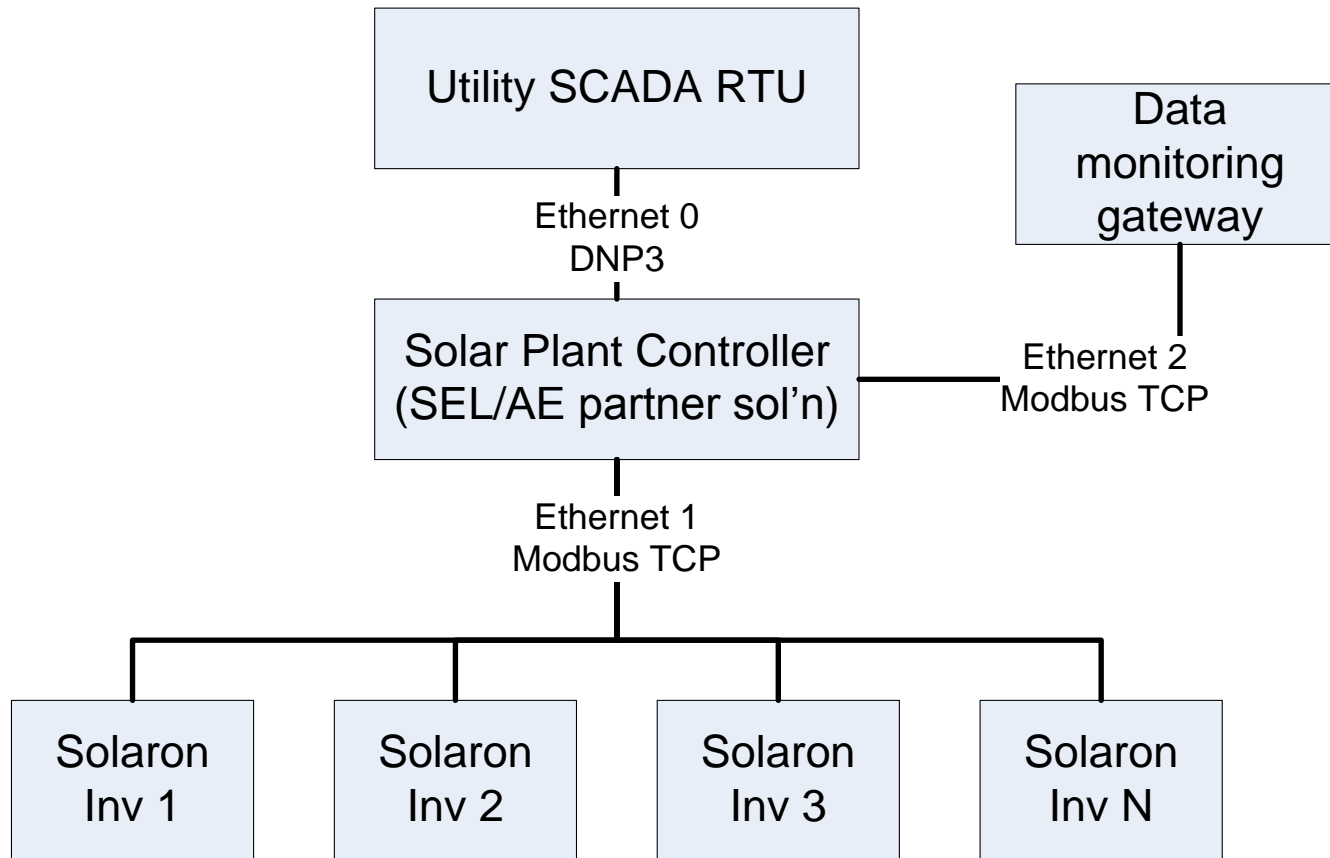 Utility SCADA RTU
Data
monitoring
gateway
Ethernet 0
DNP3
Solar Plant Controller
(SEL/AE partner sol’n)
Ethernet 2
Modbus TCP
Ethernet 1
Modbus TCP
Solaron
Inv 1
Solaron
Inv 2
Solaron
Inv 3
Solaron
Inv N